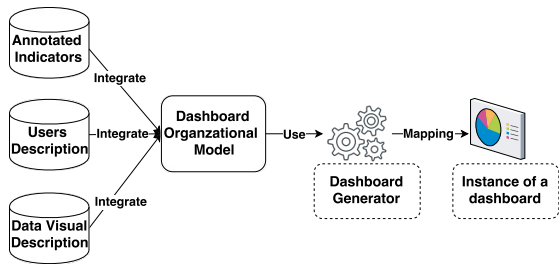 Annotated
Indicators
Integrate
Users
Description
Integrate
Data Visual
Description
Integrate
Dashboard
Organzational
Model
Use
Mapping
Dashboard
Generator
Instance of a
dashboard